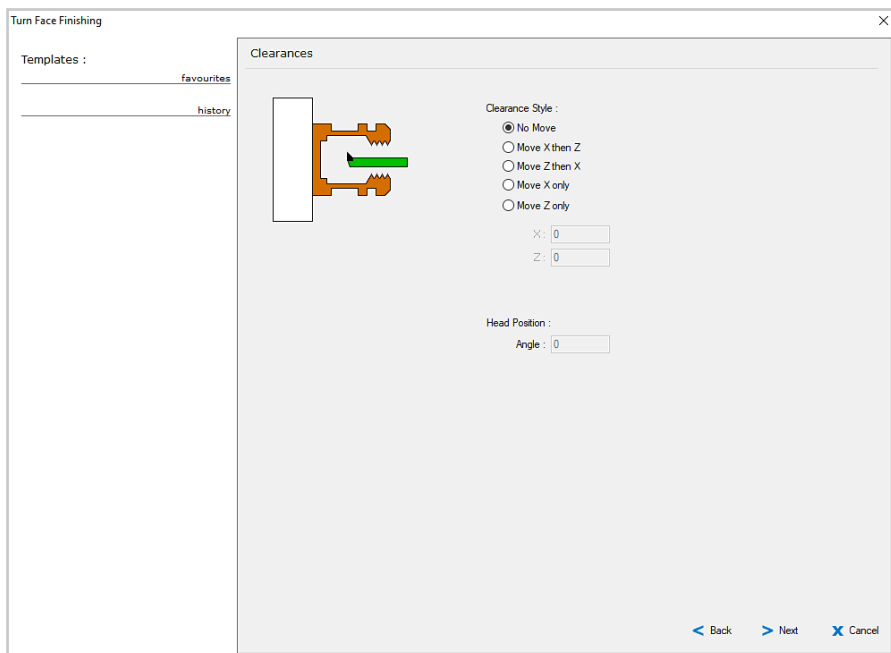 Turn Face Finishing
Templates :
favourites
history
Clearances
Clearance Style :
No Move
Move X then Z
Move Z then X
Move X only
Move Z only
X : 0
Z : 0
Head Position :
Angle : 0
< Back
> Next
X Cancel